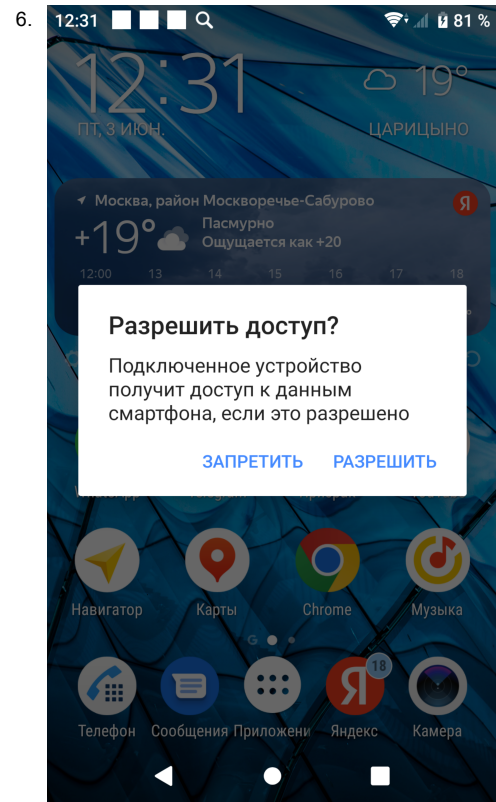 6.
12:31
81 %
12:31
19°
ПТ, 3 ИЮН.
ЦАРИЦЫНО
Москва, район Москворечье-Сабурово
Я
+19°
Пасмурно
Ощущается как +20
12:00 13 14 15 16 17 18
Разрешить доступ?
Подключенное устройство
получит доступ к данным
смартфона, если это разрешено
ЗАПРЕТИТЬ РАЗРЕШИТЬ
Навигатор Карты Chrome Музыка
G
Я
18
Телефон Сообщения Приложени Яндекс Камера